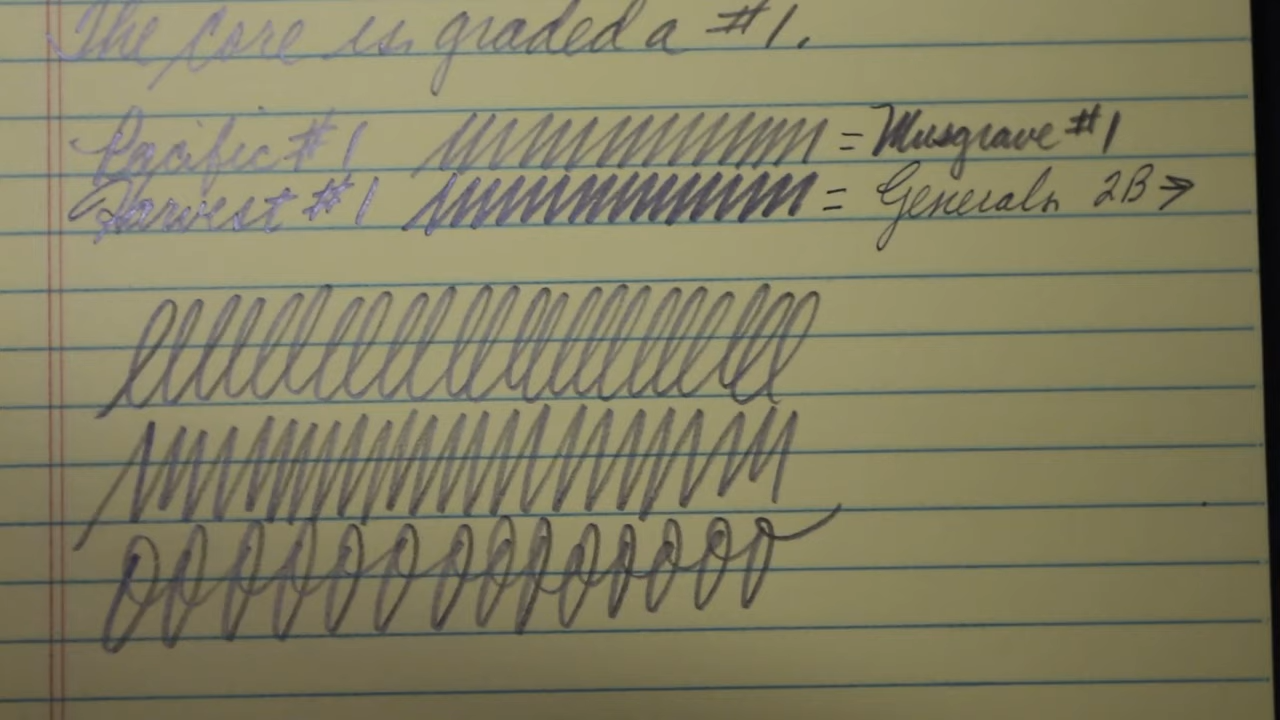 The core is graded a #1.
Pacific #1 = Musgrave #1
Harvest #1 = Generals 2B →